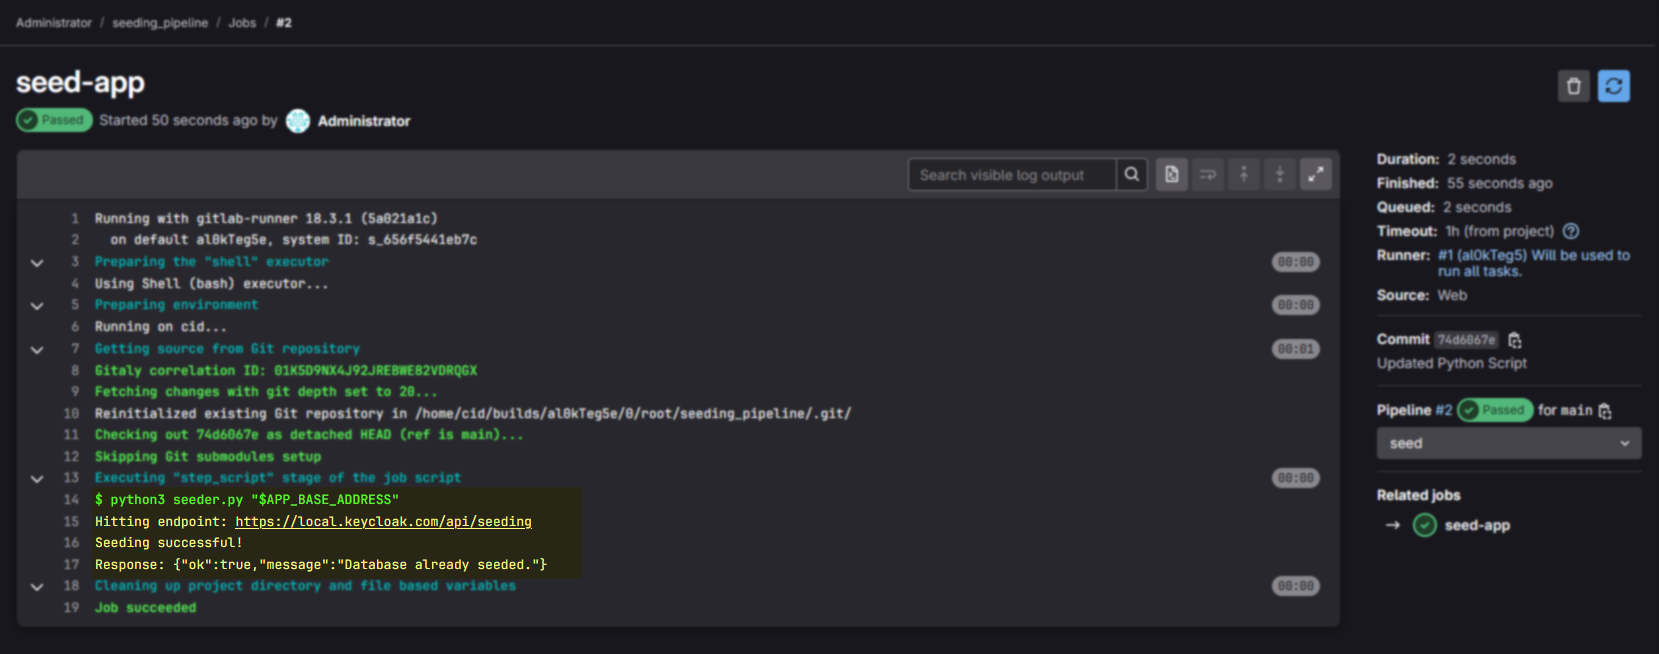 Administrator / seeding_pipeline / Jobs / #2
seed-app
Passed Started 50 seconds ago by Administrator
Search visible log output
1 Running with gitlab-runner 18.3.1 (5a021a1c)
2 on default al0kTeg5e, system ID: s_656f5441eb7c
3 Preparing the "shell" executor 00:00
4 Using Shell (bash) executor...
5 Preparing environment 00:00
6 Running on cid...
7 Getting source from Git repository 00:01
8 Gitaly correlation ID: 01K5D9NX4J92JREBWE82VDRQGX
9 Fetching changes with git depth set to 20...
10 Reinitialized existing Git repository in /home/cid/builds/al0kTeg5e/0/root/seeding_pipeline/.git/
11 Checking out 74d6067e as detached HEAD (ref is main)...
12 Skipping Git submodules setup
13 Executing "step_script" stage of the job script 00:00
14 $ python3 seeder.py "$APP_BASE_ADDRESS"
15 Hitting endpoint: https://local.keycloak.com/api/seeding
16 Seeding successful!
17 Response: {"ok":true,"message":"Database already seeded."}
18 Cleaning up project directory and file based variables 00:00
19 Job succeeded
Duration: 2 seconds
Finished: 55 seconds ago
Queued: 2 seconds
Timeout: 1h (from project)
Runner: #1 (al0kTeg5) Will be used to
run all tasks.
Source: Web
Commit 74d6067e
Updated Python Script
Pipeline #2 Passed for main
seed
Related jobs
→ seed-app